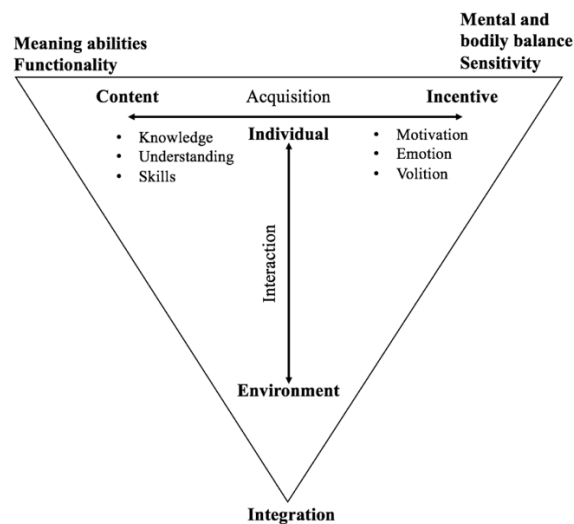 Meaning abilities
Functionality
Mental and
bodily balance
Sensitivity
Content
Acquisition
Incentive
• Knowledge
• Understanding
• Skills
Individual
• Motivation
• Emotion
• Volition
Interaction
Environment
Integration